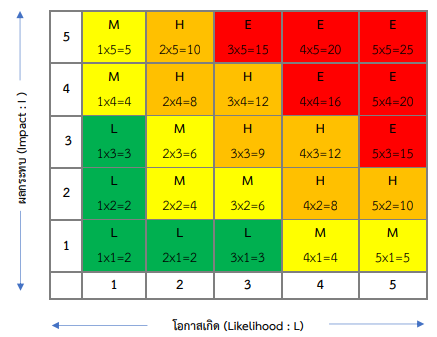 5
M H E E E
1x5=5 2x5=10 3x5=15 4x5=20 5x5=25
4
M H H E E
1x4=4 2x4=8 3x4=12 4x4=16 5x4=20
3
L M H H E
1x3=3 2x3=6 3x3=9 4x3=12 5x3=15
2
L M M H H
1x2=2 2x2=4 3x2=6 4x2=8 5x2=10
1
L L L M M
1x1=2 2x1=2 3x1=3 4x1=4 5x1=5
1 2 3 4 5
ผลกระทบ (Impact : I )
โอกาสเกิด (Likelihood : L)